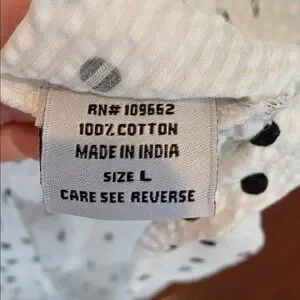 RN# 109662
100% COTTON
MADE IN INDIA
SIZE L
CARE SEE REVERSE